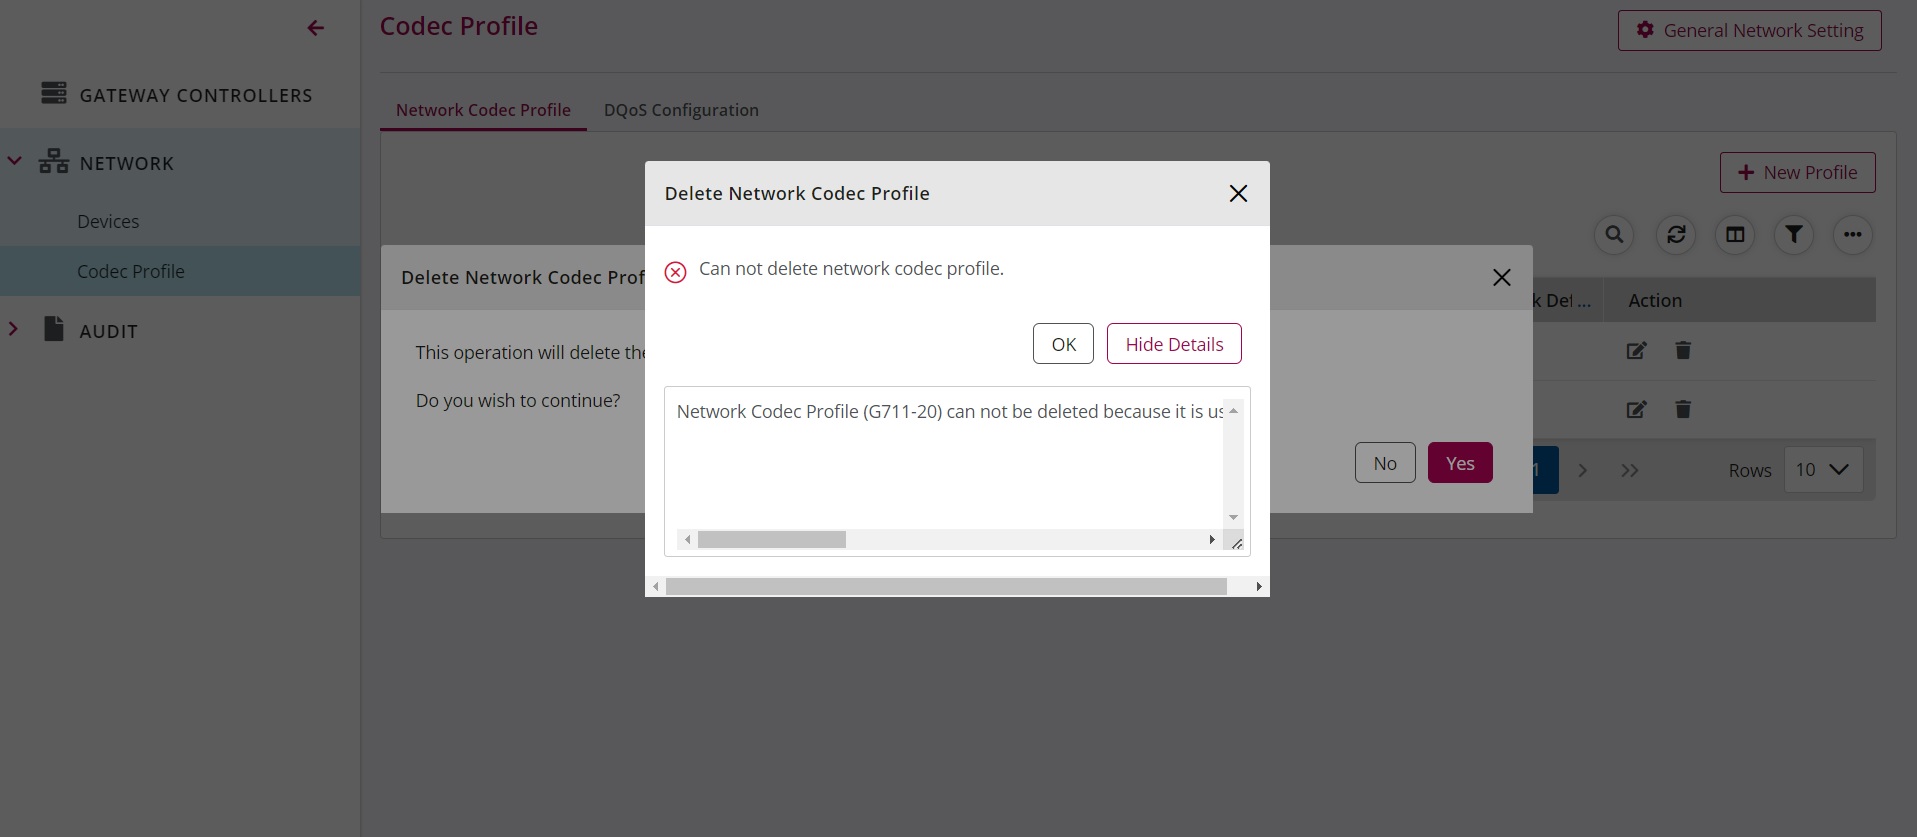 Codec Profile
General Network Setting
GATEWAY CONTROLLERS
Network Codec Profile
DQoS Configuration
NETWORK
New Profile
Delete Network Codec Profile
Devices
Can not delete network codec profile.
Codec Profile
Delete Network Codec Prof
k Def...
Action
AUDIT
OK
Hide Details
This operation will delete the
Do you wish to continue?
Network Codec Profile (G711-20) can not be deleted because it is us
No
Yes
1
Rows
10